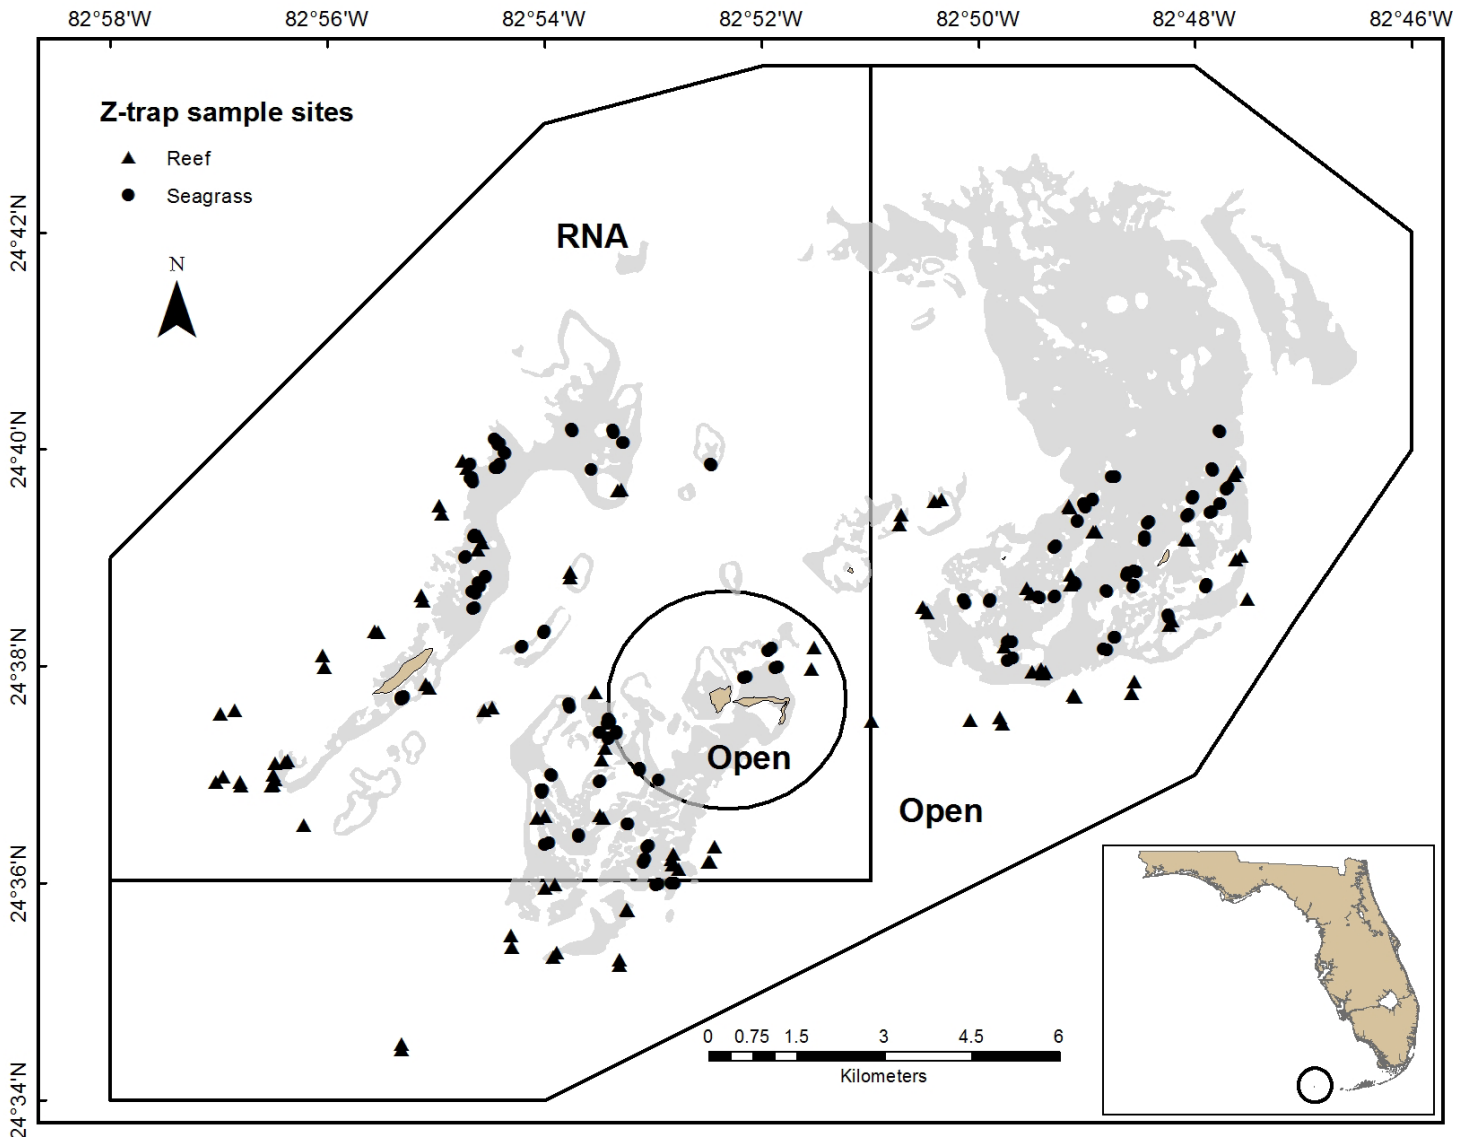 82°58'W 82°56'W 82°54'W 82°52'W 82°50'W 82°48'W 82°46'W
Z-trap sample sites
Reef
Seagrass
N
RNA
Open
Open
24°42'N
24°40'N
24°38'N
24°36'N
24°34'N
0 0.75 1.5 3 4.5 6
Kilometers